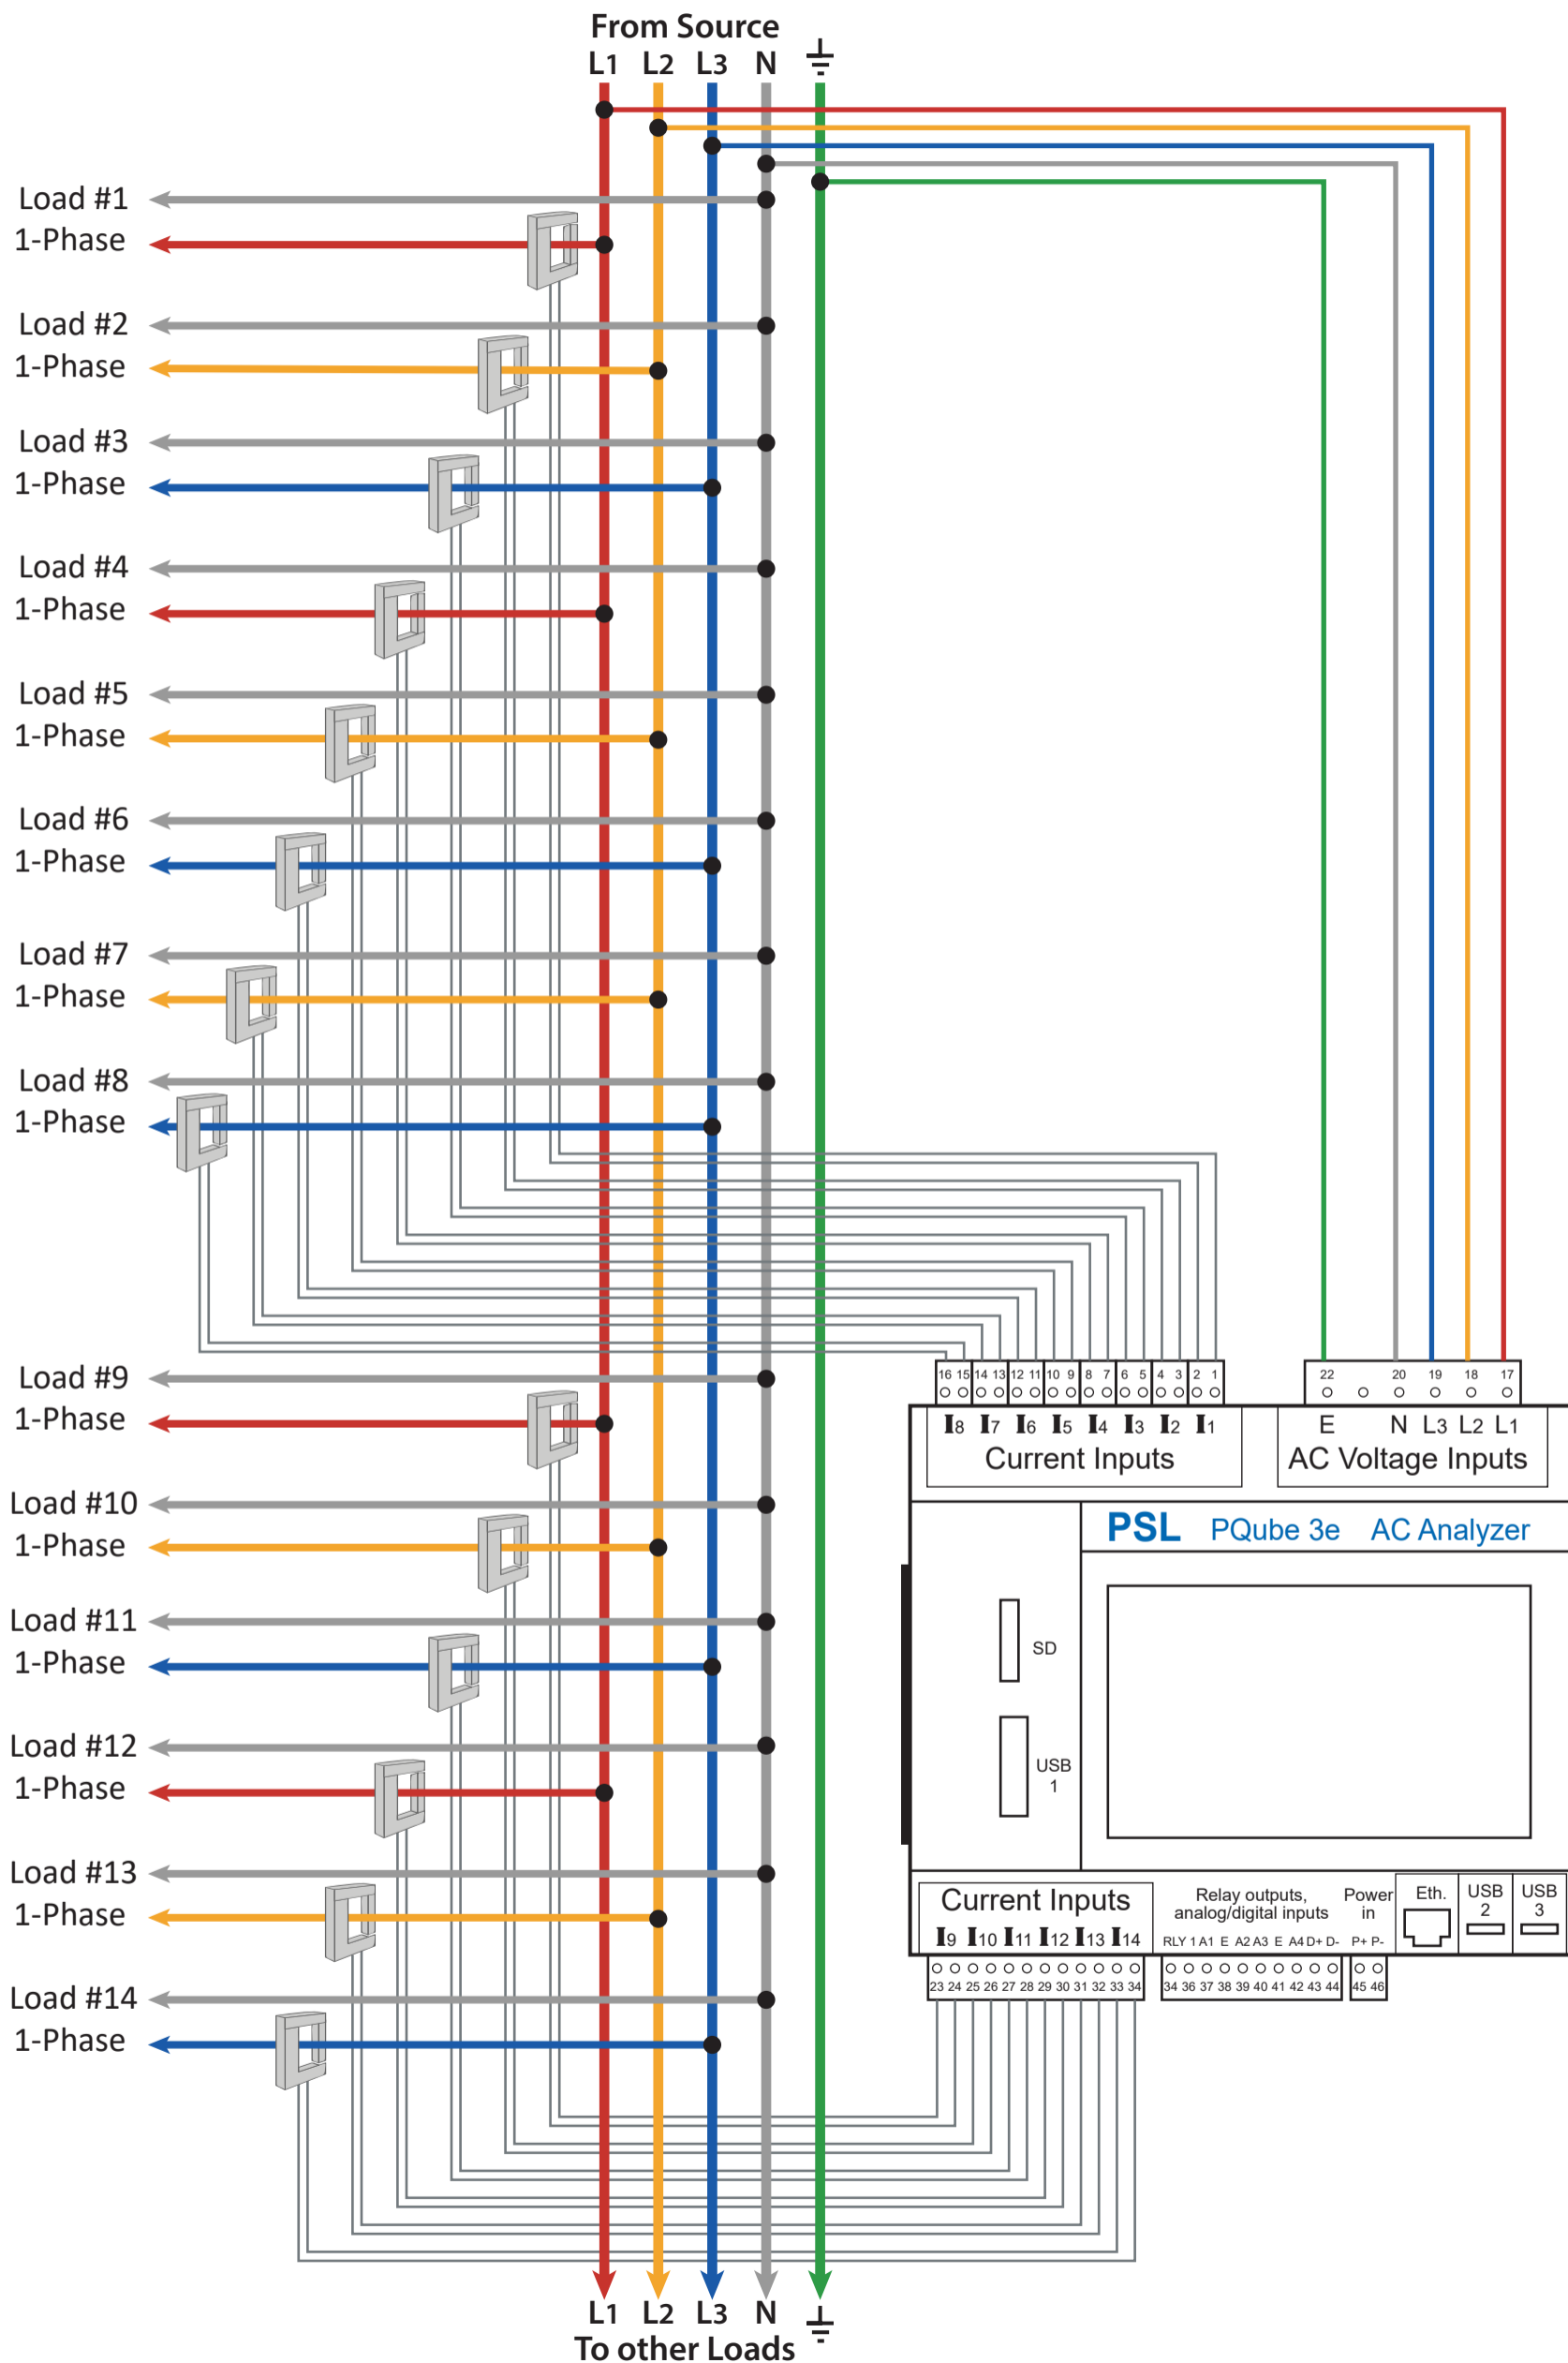 From Source
L1 L2 L3 N
Load #1
1-Phase
Load #2
1-Phase
Load #3
1-Phase
Load #4
1-Phase
Load #5
1-Phase
Load #6
1-Phase
Load #7
1-Phase
Load #8
1-Phase
Load #9
1-Phase
Load #10
1-Phase
Load #11
1-Phase
Load #12
1-Phase
Load #13
1-Phase
Load #14
1-Phase
16 15 14 13 12 11 10 9 8 7 6 5 4 3 2 1
I8 I7 I6 I5 I4 I3 I2 I1
Current Inputs
22 20 19 18 17
E N L3 L2 L1
AC Voltage Inputs
PSL PQube 3e AC Analyzer
SD
USB
1
Current Inputs
I9 I10 I11 I12 I13 I14
23 24 25 26 27 28 29 30 31 32 33 34
Relay outputs,
analog/digital inputs
RLY 1 A1 E A2 A3 E A4 D+ D-
34 36 37 38 39 40 41 42 43 44
Power
in
P+ P-
45 46
Eth.
USB
2
USB
3
L1 L2 L3 N
To other Loads